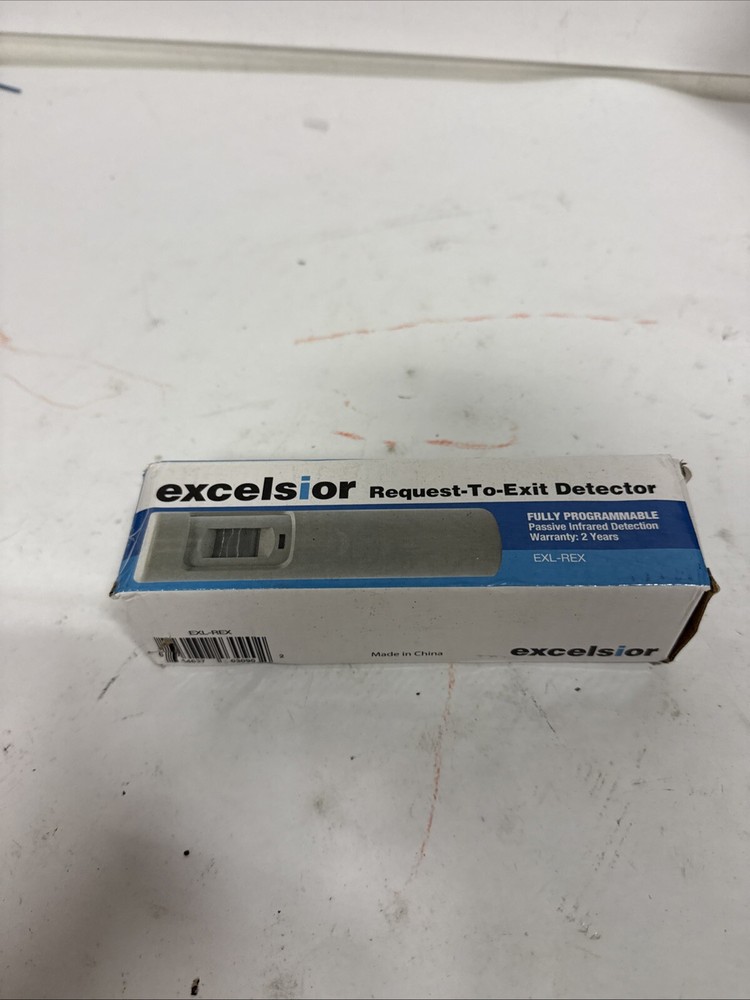 excelsior Request-To-Exit Detector
FULLY PROGRAMMABLE
Passive Infrared Detection
Warranty: 2 Years
EXL-REX
EXL-REX
Made in China
excelsior